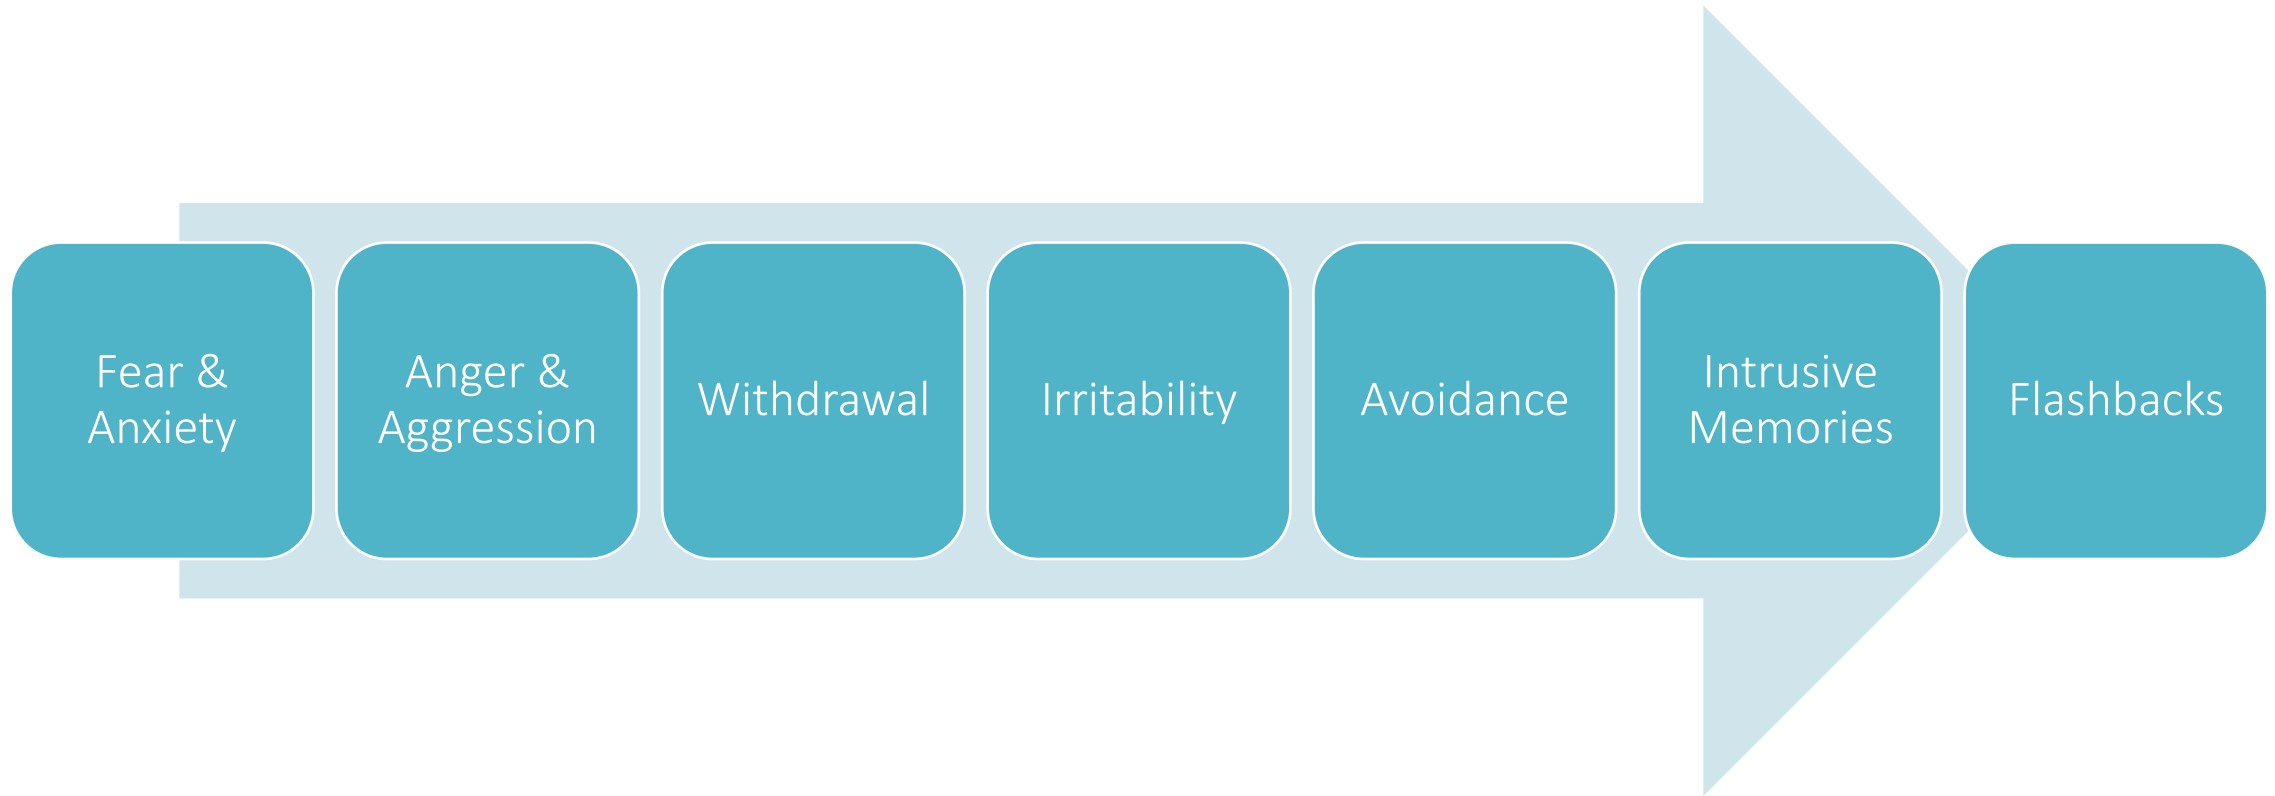 Fear &
Anxiety
Anger &
Aggression
Withdrawal
Irritability
Avoidance
Intrusive
Memories
Flashbacks